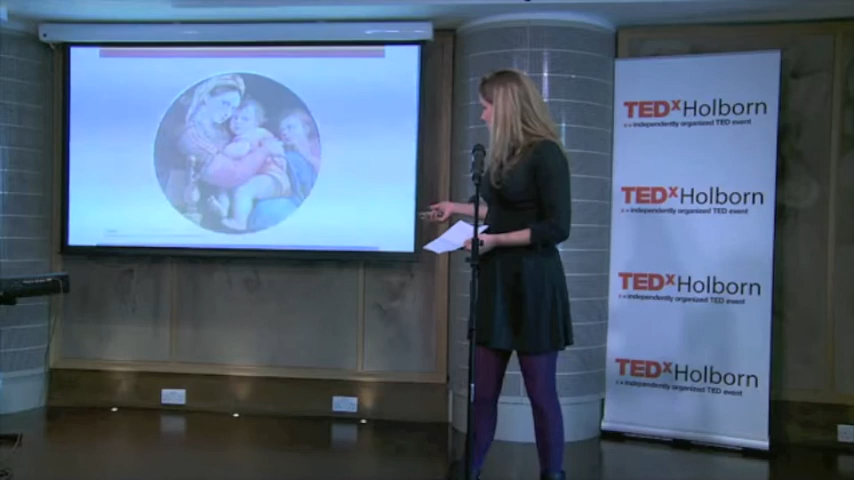 TEDxHolborn
x = independently organized TED event
TEDxHolborn
x = independently organized TED event
TEDxHolborn
x = independently organized TED event
TEDxHolborn
x = independently organized TED event